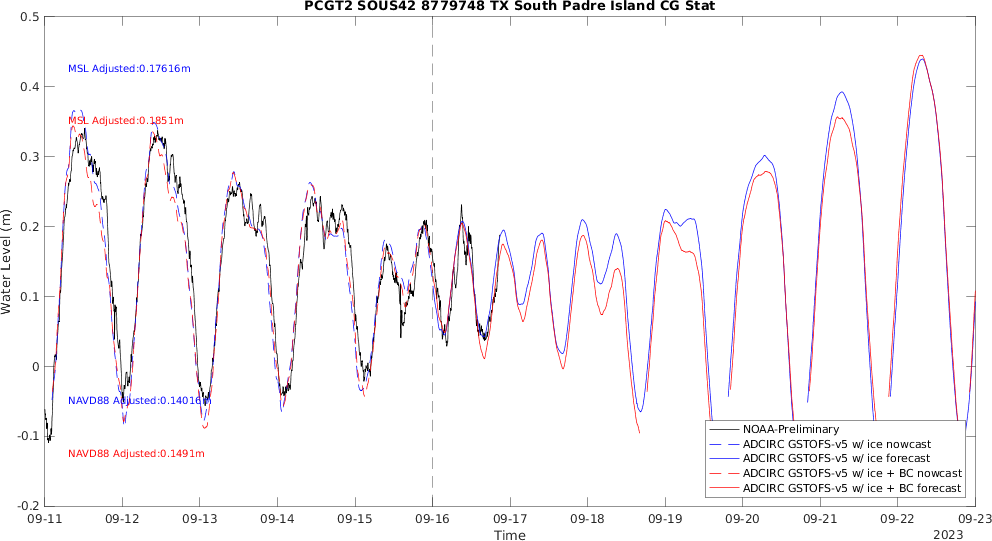 PCGT2 SOUS42 8779748 TX South Padre Island CG Stat
0.5
0.4
0.3
0.2
0.1
0
-0.1
-0.2
Water Level (m)
MSL Adjusted:0.17616m
MSL Adjusted:0.1851m
NAVD88 Adjusted:0.14016m
NAVD88 Adjusted:0.1491m
NOAA-Preliminary
ADCIRC GSTOFS-v5 w/ ice nowcast
ADCIRC GSTOFS-v5 w/ ice forecast
ADCIRC GSTOFS-v5 w/ ice + BC nowcast
ADCIRC GSTOFS-v5 w/ ice + BC forecast
09-11 09-12 09-13 09-14 09-15 09-16 09-17 09-18 09-19 09-20 09-21 09-22 09-23
Time
2023